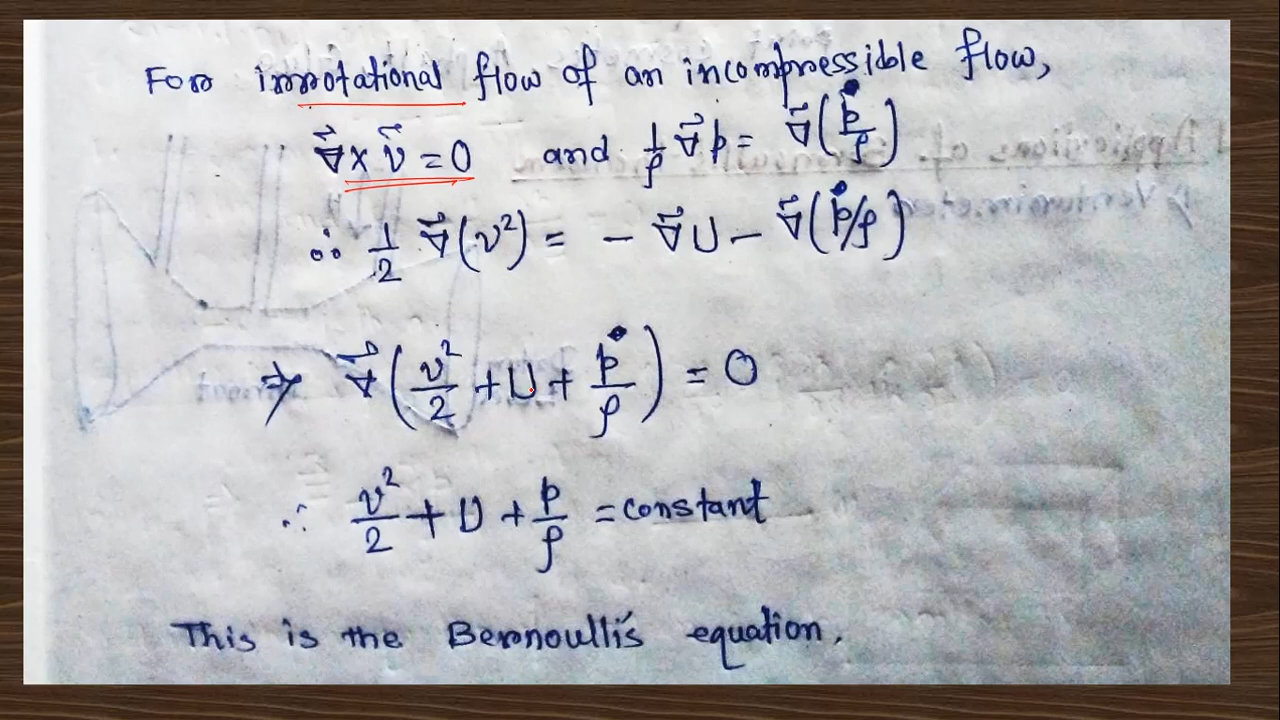 For irrotational flow of an incompressible flow,
∇⃗ × v⃗ = 0 and 1/ρ ∇⃗p = ∇⃗(p/ρ)
∴ 1/2 ∇⃗(v²) = - ∇⃗U - ∇⃗(p/ρ)
⇒ ∇⃗(v²/2 + U + p/ρ) = 0
∴ v²/2 + U + p/ρ = constant
This is the Bernoulli's equation.